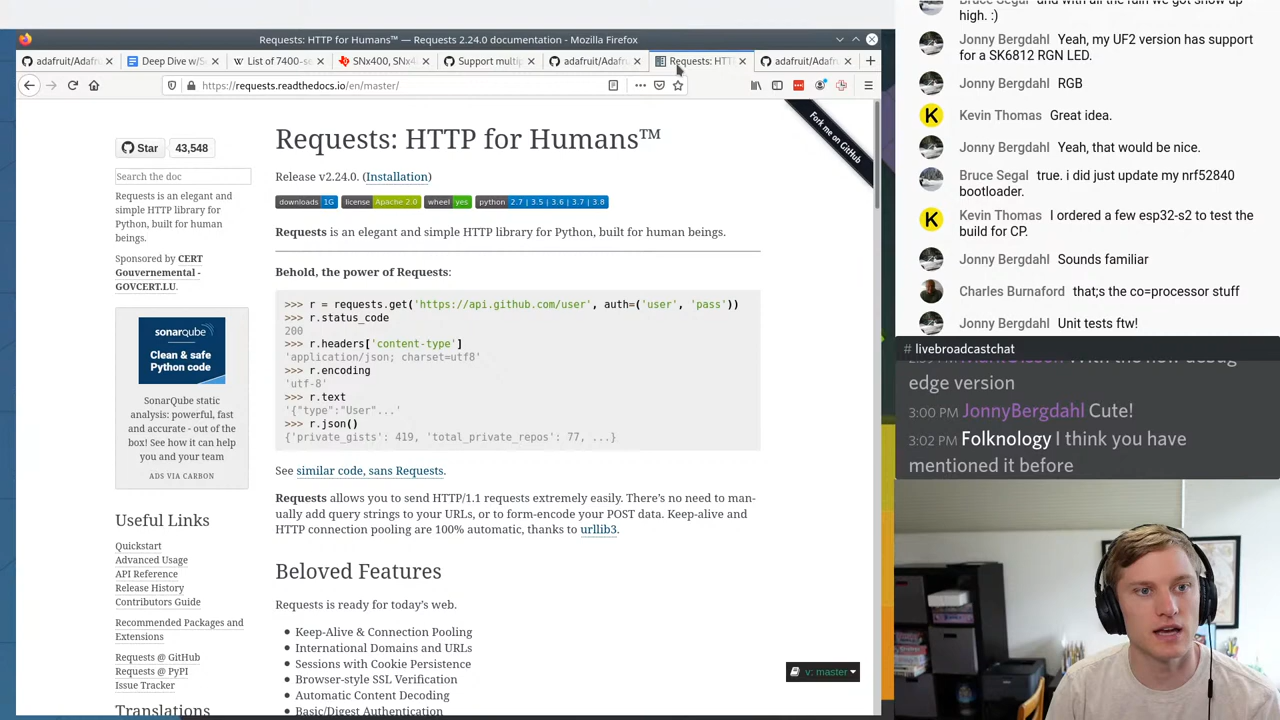 Requests: HTTP for Humans™ — Requests 2.24.0 documentation - Mozilla Firefox
adafruit/Adafru
Deep Dive w/S
List of 7400-se
SNx400, SNx4
Support multip
adafruit/Adafr
Requests: HTT
adafruit/Adafr
https://requests.readthedocs.io/en/master/
Fork me on GitHub
Star
43,548
Search the doc
Requests is an elegant and
simple HTTP library for
Python, built for human
beings.
Sponsored by CERT
Gouvernemental -
GOVCERT.LU.
sonarqube
Clean & safe
Python code
SonarQube static
analysis: powerful, fast
and accurate - out of the
box! See how it can help
you and your team
ADS VIA CARBON
Useful Links
Quickstart
Advanced Usage
API Reference
Release History
Contributors Guide
Recommended Packages and
Extensions
Requests @ GitHub
Requests @ PyPI
Issue Tracker
Translations
Requests: HTTP for Humans™
Release v2.24.0. (Installation)
downloads 1G license Apache 2.0 wheel yes python 2.7 | 3.5 | 3.6 | 3.7 | 3.8
Requests is an elegant and simple HTTP library for Python, built for human beings.
Behold, the power of Requests:
>>> r = requests.get('https://api.github.com/user', auth=('user', 'pass'))
>>> r.status_code
200
>>> r.headers['content-type']
'application/json; charset=utf8'
>>> r.encoding
'utf-8'
>>> r.text
'{"type":"User"...'
>>> r.json()
{'private_gists': 419, 'total_private_repos': 77, ...}
See similar code, sans Requests.
Requests allows you to send HTTP/1.1 requests extremely easily. There's no need to man-
ually add query strings to your URLs, or to form-encode your POST data. Keep-alive and
HTTP connection pooling are 100% automatic, thanks to urllib3.
Beloved Features
Requests is ready for today's web.
Keep-Alive & Connection Pooling
International Domains and URLs
Sessions with Cookie Persistence
Browser-style SSL Verification
Automatic Content Decoding
Basic/Digest Authentication
v: master
Bruce Segal and with all the rain we got show up
high. :)
Jonny Bergdahl Yeah, my UF2 version has support
for a SK6812 RGN LED.
Jonny Bergdahl RGB
K
Kevin Thomas Great idea.
Jonny Bergdahl Yeah, that would be nice.
Bruce Segal true. i did just update my nrf52840
bootloader.
K
Kevin Thomas I ordered a few esp32-s2 to test the
build for CP.
Jonny Bergdahl Sounds familiar
Charles Burnaford that;s the co=processor stuff
Jonny Bergdahl Unit tests ftw!
# livebroadcastchat
edge version
3:00 PM JonnyBergdahl Cute!
3:02 PM Folknology I think you have
mentioned it before